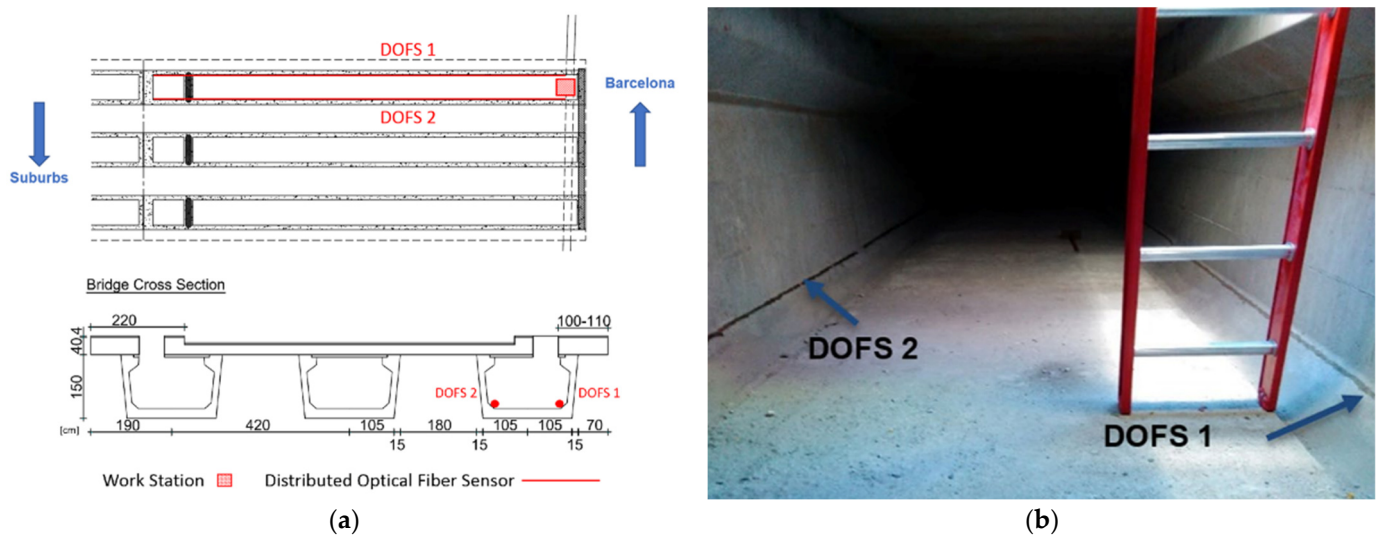 DOFS 1
Barcelona
DOFS 2
Suburbs
Bridge Cross Section
220
100-110
40.4
150
DOFS 2
DOFS 1
[cm]
190
420
105
15
180
15
105
105
15
70
Work Station
Distributed Optical Fiber Sensor
(a)
DOFS 2
DOFS 1
(b)